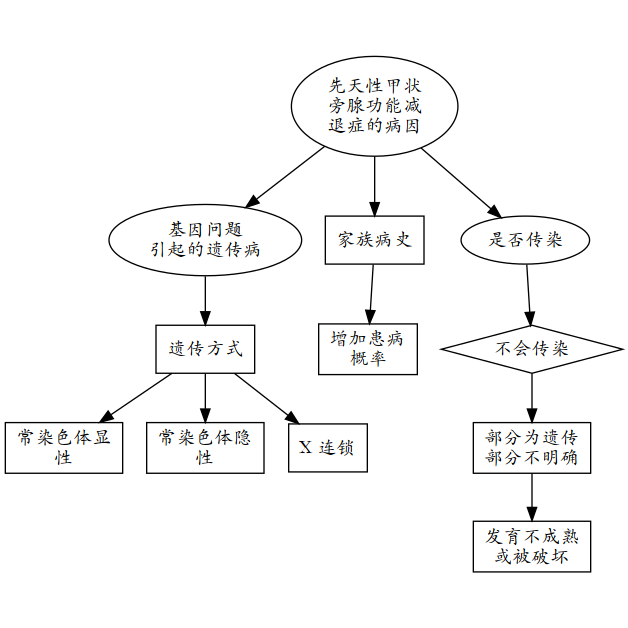 先天性甲状
旁腺功能减
退症的病因
基因问题
引起的遗传病
家族病史
是否传染
遗传方式
增加患病
概率
不会传染
常染色体显
性
常染色体隐
性
X 连锁
部分为遗传
部分不明确
发育不成熟
或被破坏